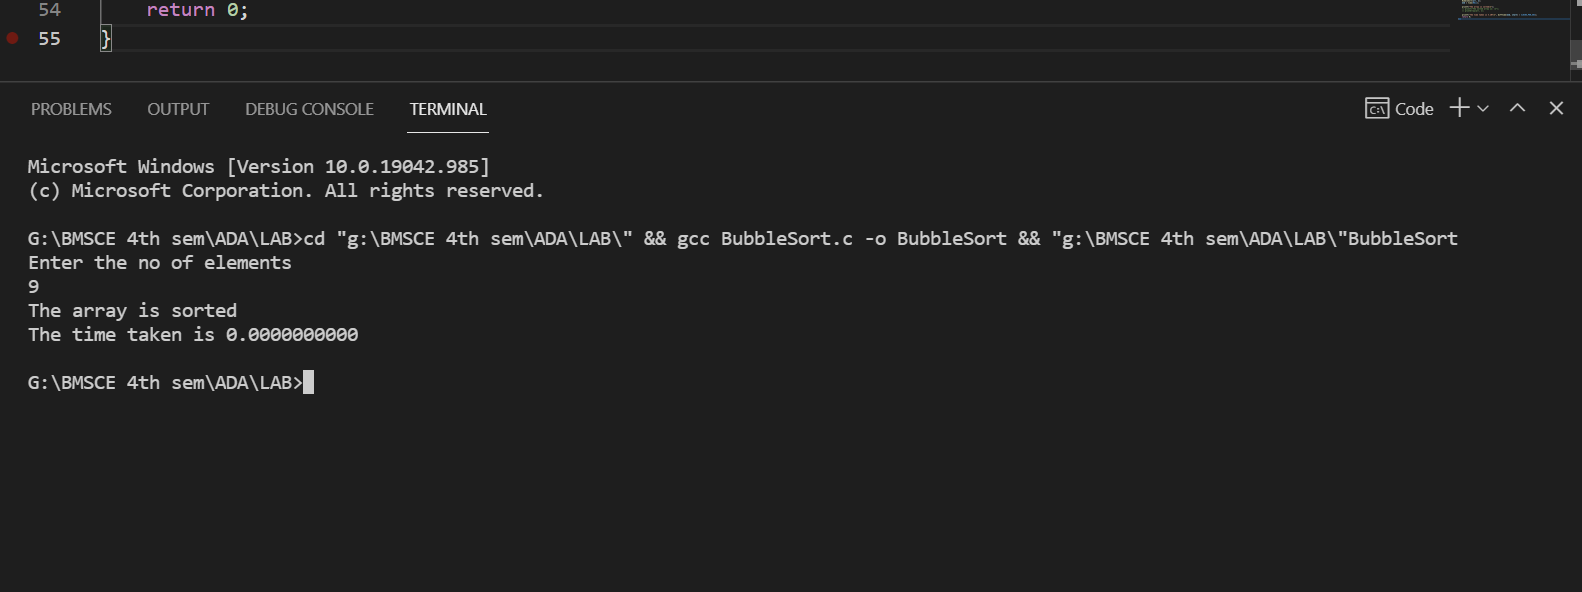 54 return 0;
55 }
PROBLEMS OUTPUT DEBUG CONSOLE TERMINAL Code
Microsoft Windows [Version 10.0.19042.985]
(c) Microsoft Corporation. All rights reserved.
G:\BMSCE 4th sem\ADA\LAB>cd "g:\BMSCE 4th sem\ADA\LAB\" && gcc BubbleSort.c -o BubbleSort && "g:\BMSCE 4th sem\ADA\LAB\"BubbleSort
Enter the no of elements
9
The array is sorted
The time taken is 0.0000000000
G:\BMSCE 4th sem\ADA\LAB>